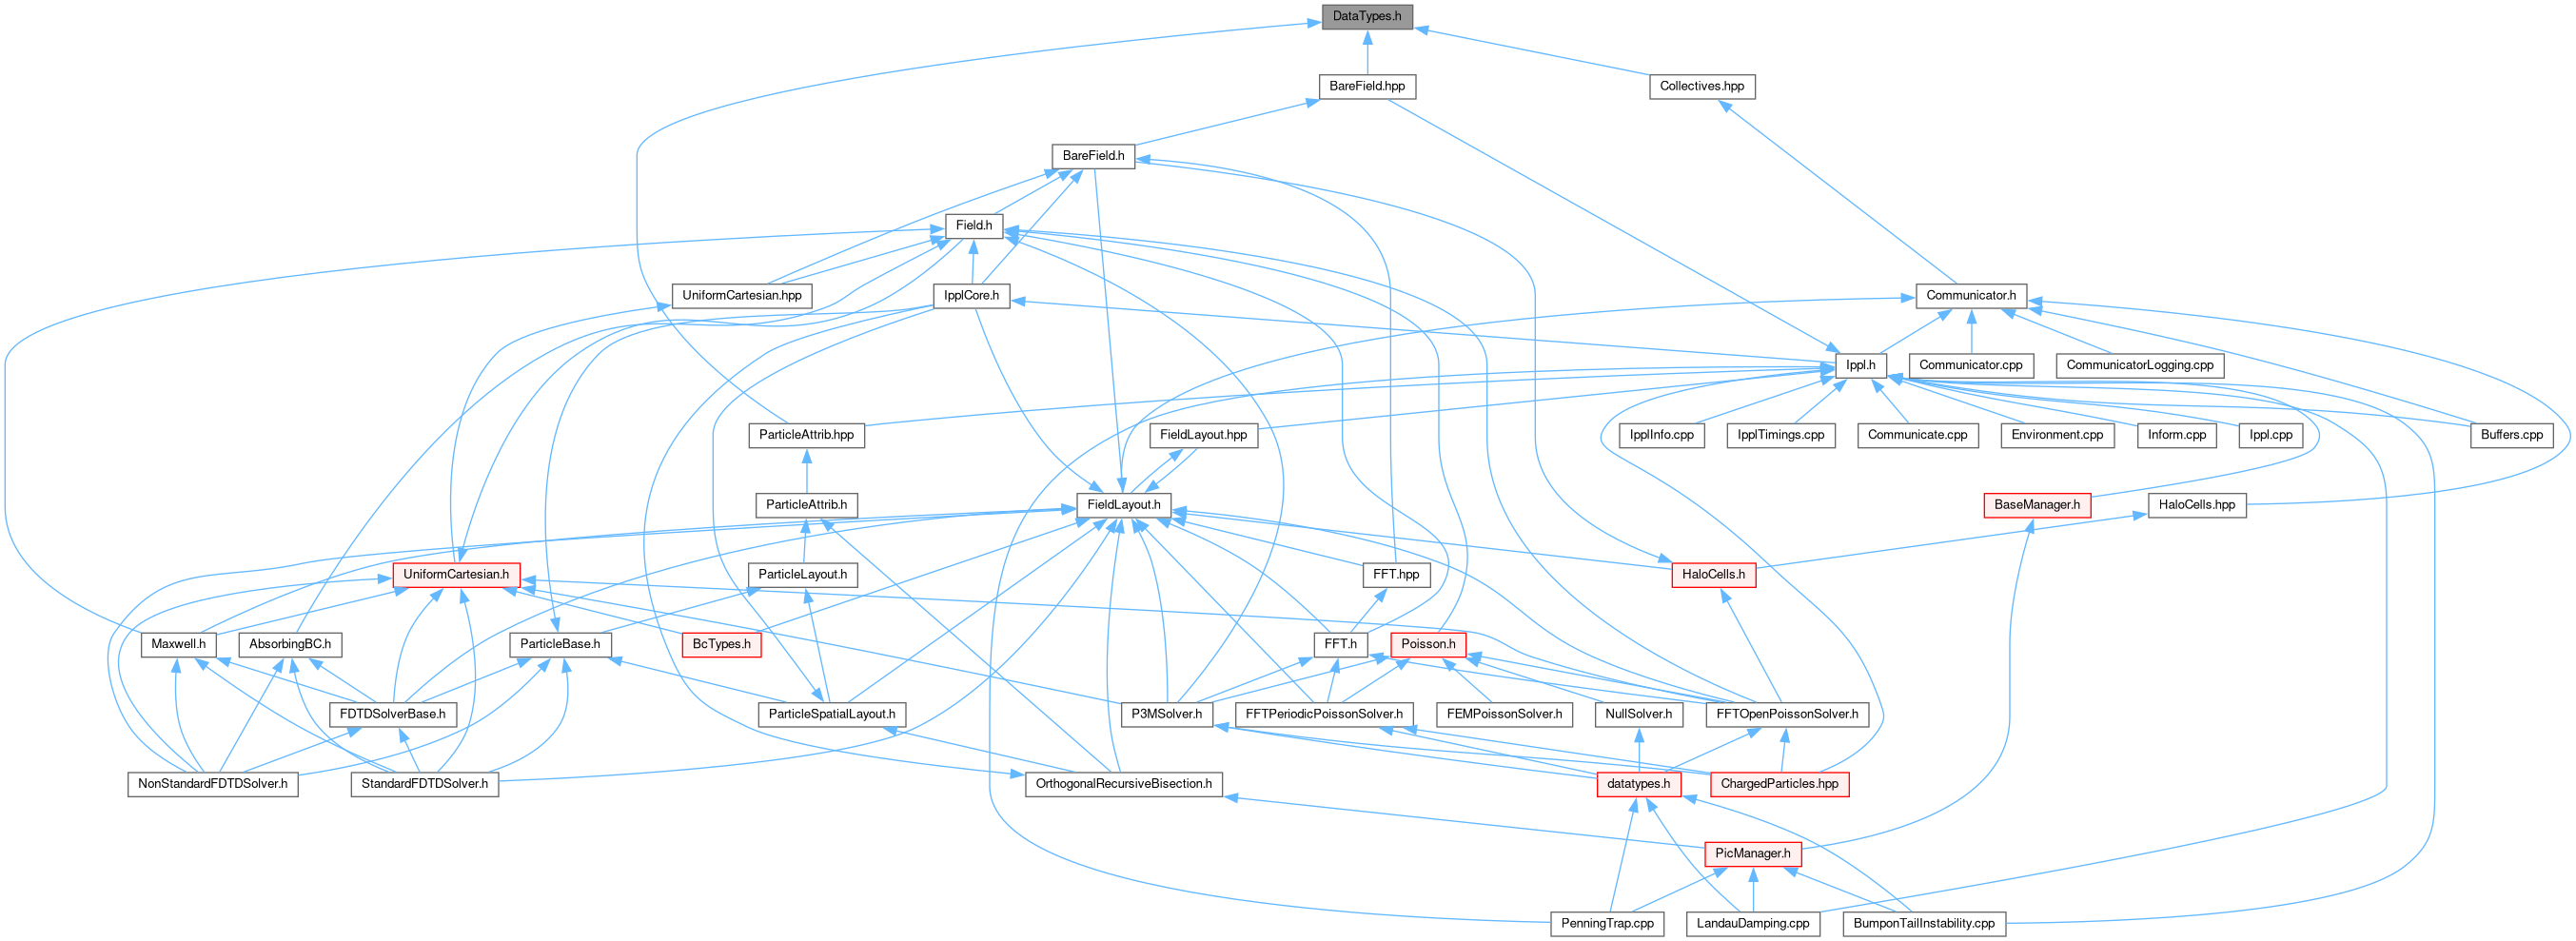 DataTypes.h
BareField.hpp
Collectives.hpp
BareField.h
Field.h
UniformCartesian.hpp
IpplCore.h
Communicator.h
Ippl.h
Communicator.cpp
CommunicatorLogging.cpp
ParticleAttrib.hpp
IpplInfo.cpp
IpplTimings.cpp
Communicate.cpp
Environment.cpp
Inform.cpp
Ippl.cpp
Buffers.cpp
FieldLayout.hpp
ParticleAttrib.h
FieldLayout.h
BaseManager.h
HaloCells.hpp
UniformCartesian.h
ParticleLayout.h
FFT.hpp
HaloCells.h
Maxwell.h
AbsorbingBC.h
ParticleBase.h
BcTypes.h
FFT.h
Poisson.h
FDTDSolverBase.h
ParticleSpatialLayout.h
P3MSolver.h
FFTPeriodicPoissonSolver.h
FEMPoissonSolver.h
NullSolver.h
FFTOpenPoissonSolver.h
NonStandardFDTDSolver.h
StandardFDTDSolver.h
OrthogonalRecursiveBisection.h
datatypes.h
ChargedParticles.hpp
PicManager.h
PenningTrap.cpp
LandauDamping.cpp
BumponTailInstability.cpp